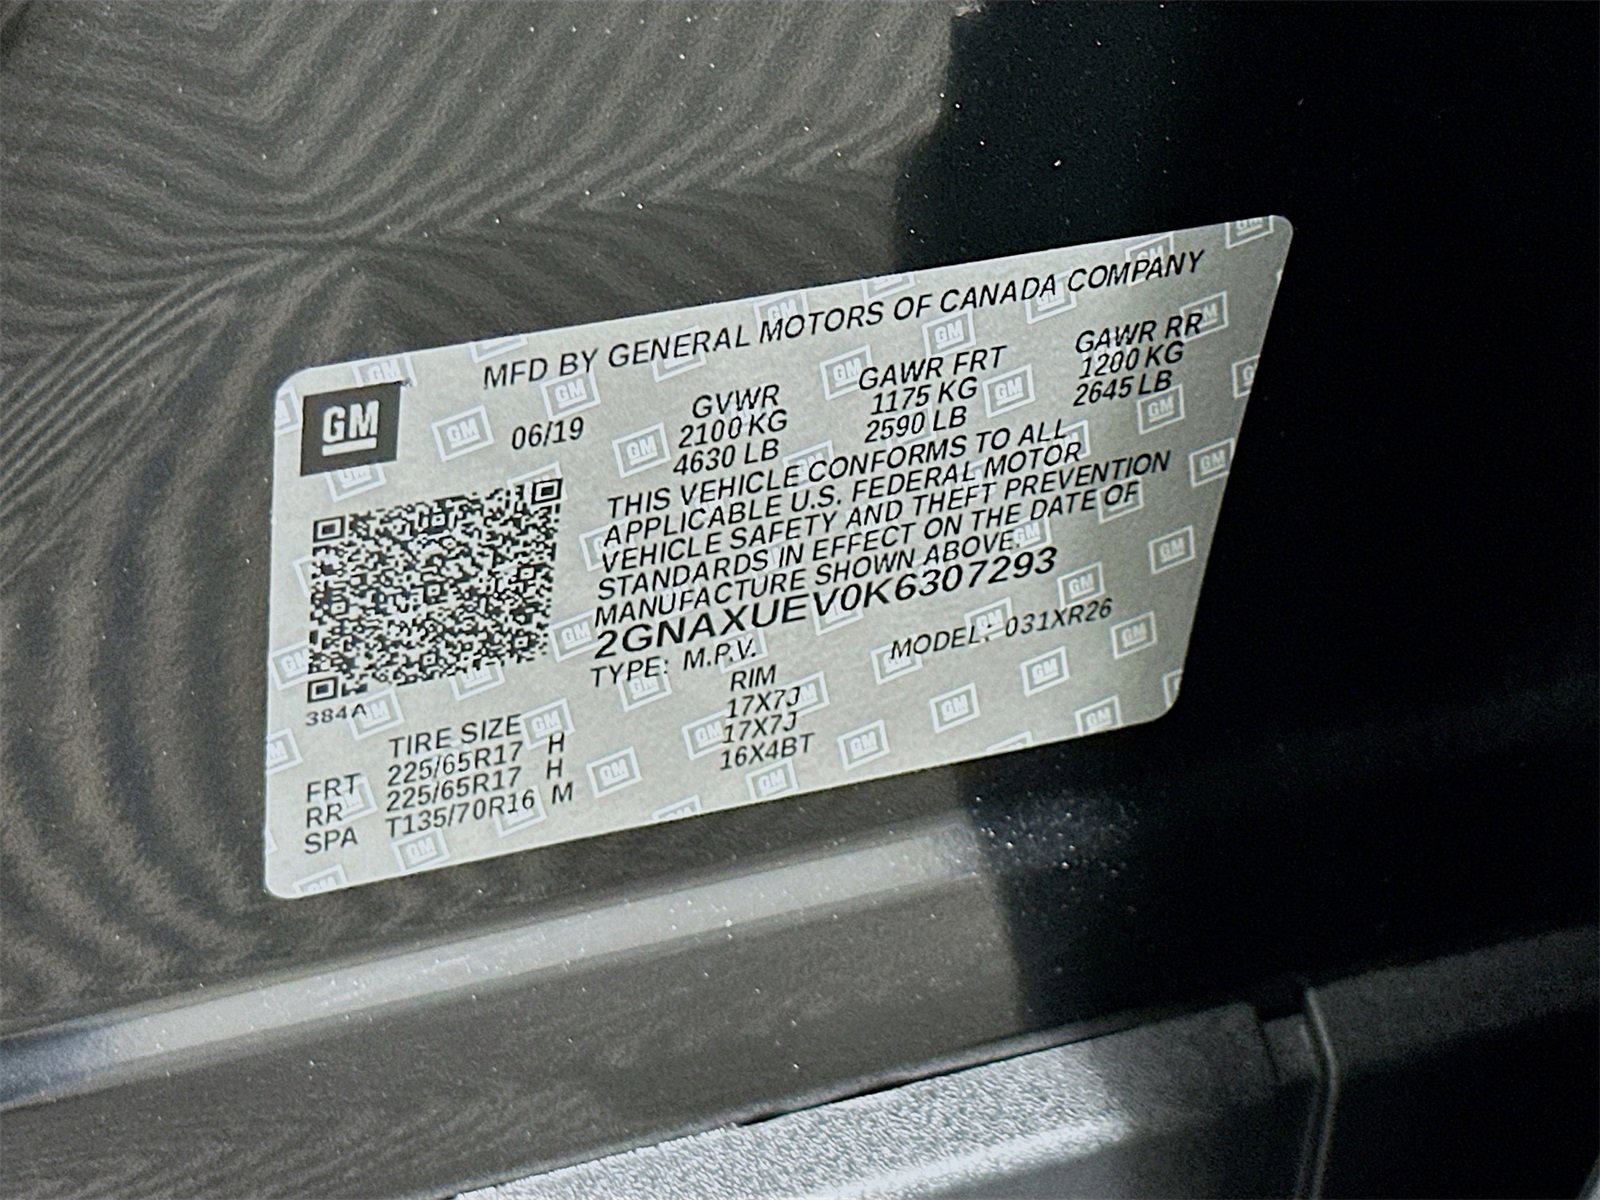 MFD BY GENERAL MOTORS OF CANADA COMPANY
GM
06/19
GVWR GAWR FRT GAWR RR
2100 KG 1175 KG 1200 KG
4630 LB 2590 LB 2645 LB
THIS VEHICLE CONFORMS TO ALL
APPLICABLE U.S. FEDERAL MOTOR
VEHICLE SAFETY AND THEFT PREVENTION
STANDARDS IN EFFECT ON THE DATE OF
MANUFACTURE SHOWN ABOVE.
2GNAXUEV0K6307293
TYPE: M.P.V. MODEL: 031XR26
384A
TIRE SIZE RIM
FRT 225/65R17 H 17X7J
RR 225/65R17 H 17X7J
SPA T135/70R16 M 16X4BT